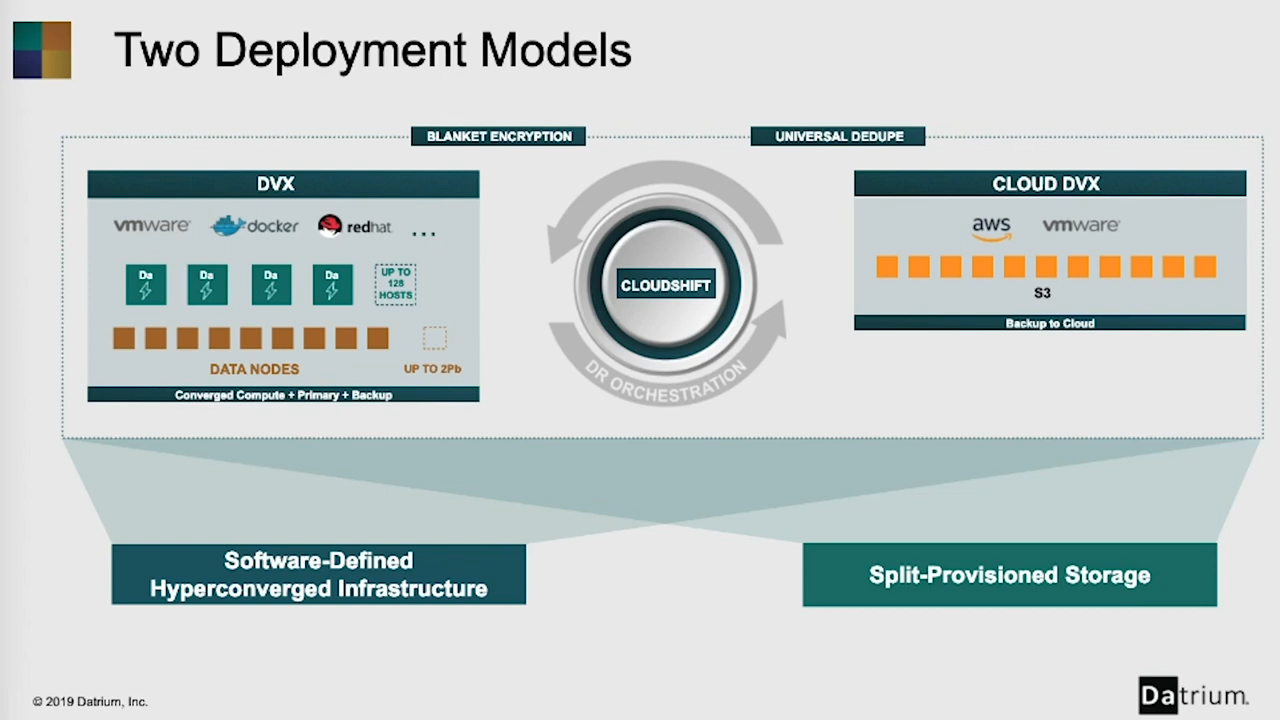 Two Deployment Models
BLANKET ENCRYPTION
UNIVERSAL DEDUPE
DVX
vmware
docker
redhat
...
Da
Da
Da
Da
UP TO
128
HOSTS
DATA NODES
UP TO 2Pb
Converged Compute + Primary + Backup
CLOUDSHIFT
DR ORCHESTRATION
CLOUD DVX
aws
vmware
S3
Backup to Cloud
Software-Defined
Hyperconverged Infrastructure
Split-Provisioned Storage
© 2019 Datrium, Inc.
Datrium